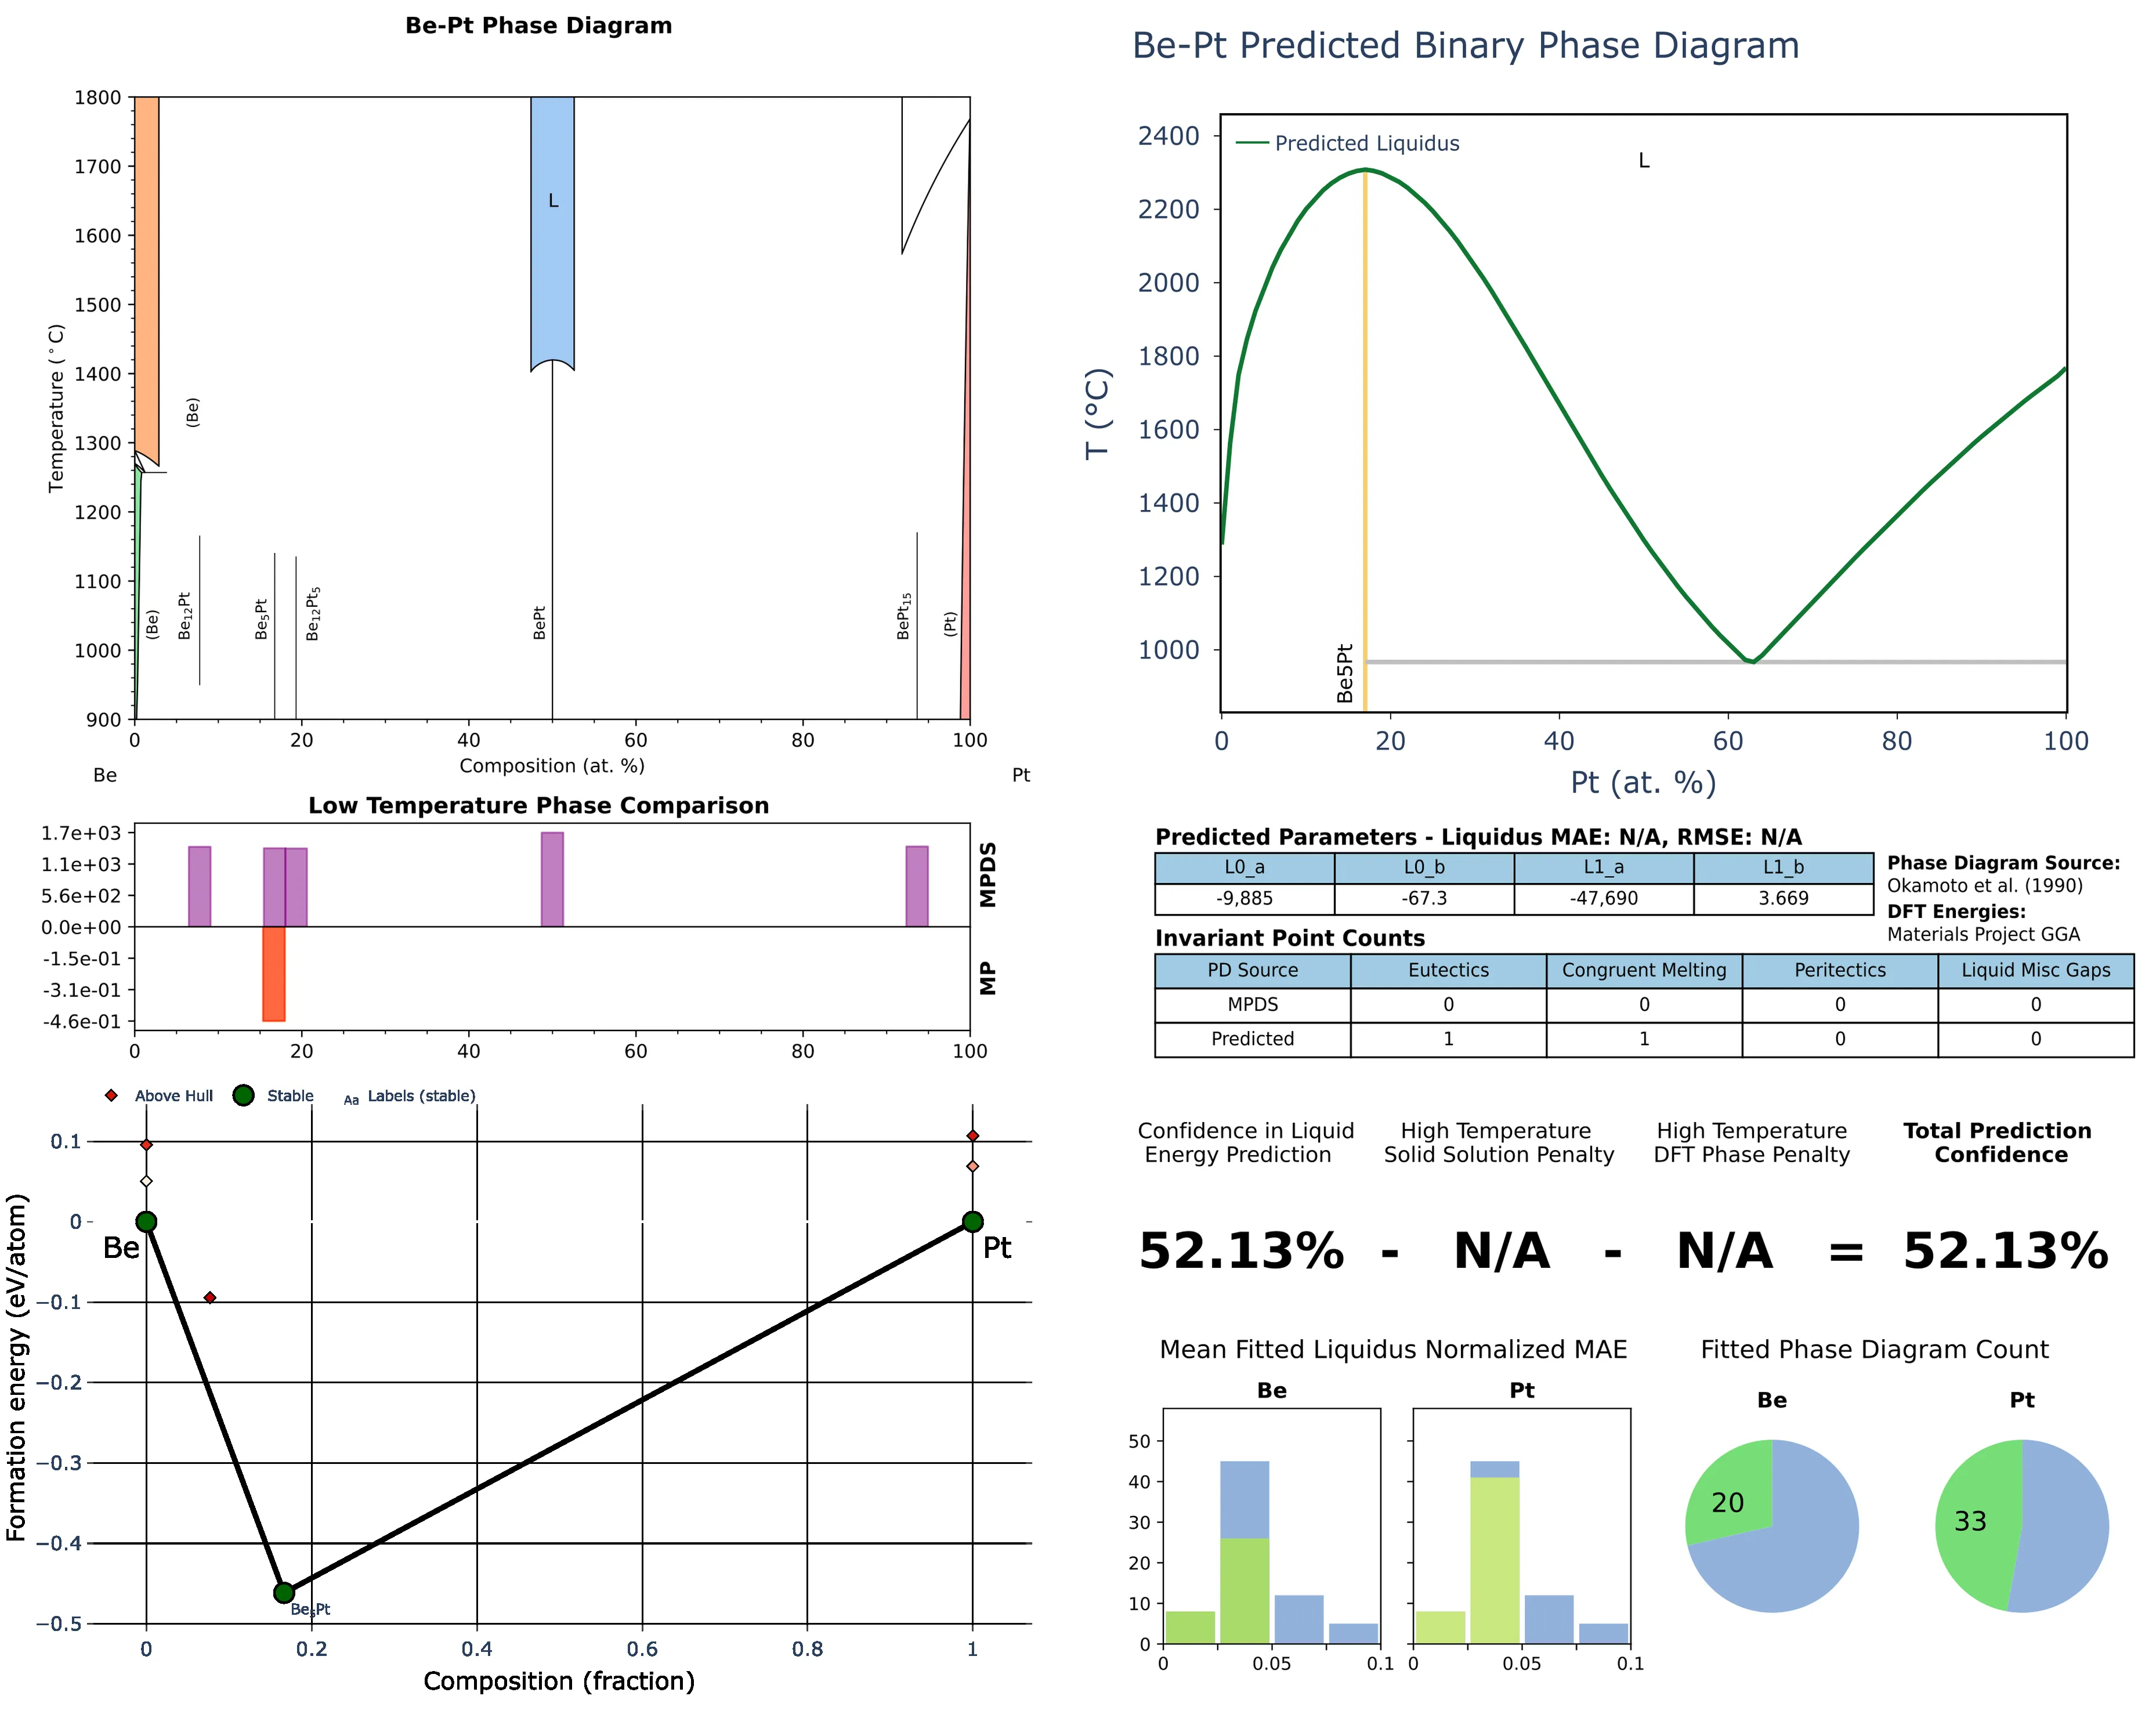 Be-Pt Phase Diagram
1800
1700
1600
1500
1400
1300
1200
1100
1000
900
Temperature (°C)
L
(Be)
(Be)
Be12Pt
Be5Pt
Be12Pt5
BePt
BePt15
(Pt)
0 20 40 60 80 100
Composition (at. %)
Be Pt
Low Temperature Phase Comparison
1.7e+03
1.1e+03
5.6e+02
0.0e+00
-1.5e-01
-3.1e-01
-4.6e-01
MPDS
MP
0 20 40 60 80 100
Above Hull Stable Aa Labels (stable)
0.1
0
−0.1
−0.2
−0.3
−0.4
−0.5
Formation energy (eV/atom)
Be
Pt
Be5Pt
0 0.2 0.4 0.6 0.8 1
Composition (fraction)
Be-Pt Predicted Binary Phase Diagram
Predicted Liquidus
L
2400
2200
2000
1800
1600
1400
1200
1000
T (°C)
Be5Pt
0 20 40 60 80 100
Pt (at. %)
Predicted Parameters - Liquidus MAE: N/A, RMSE: N/A
L0_a L0_b L1_a L1_b
-9,885 -67.3 -47,690 3.669
Phase Diagram Source:
Okamoto et al. (1990)
DFT Energies:
Materials Project GGA
Invariant Point Counts
PD Source Eutectics Congruent Melting Peritectics Liquid Misc Gaps
MPDS 0 0 0 0
Predicted 1 1 0 0
Confidence in Liquid
Energy Prediction
High Temperature
Solid Solution Penalty
High Temperature
DFT Phase Penalty
Total Prediction
Confidence
52.13% - N/A - N/A = 52.13%
Mean Fitted Liquidus Normalized MAE
Be Pt
50
40
30
20
10
0
0 0.05 0.1
0 0.05 0.1
Fitted Phase Diagram Count
Be Pt
20
33